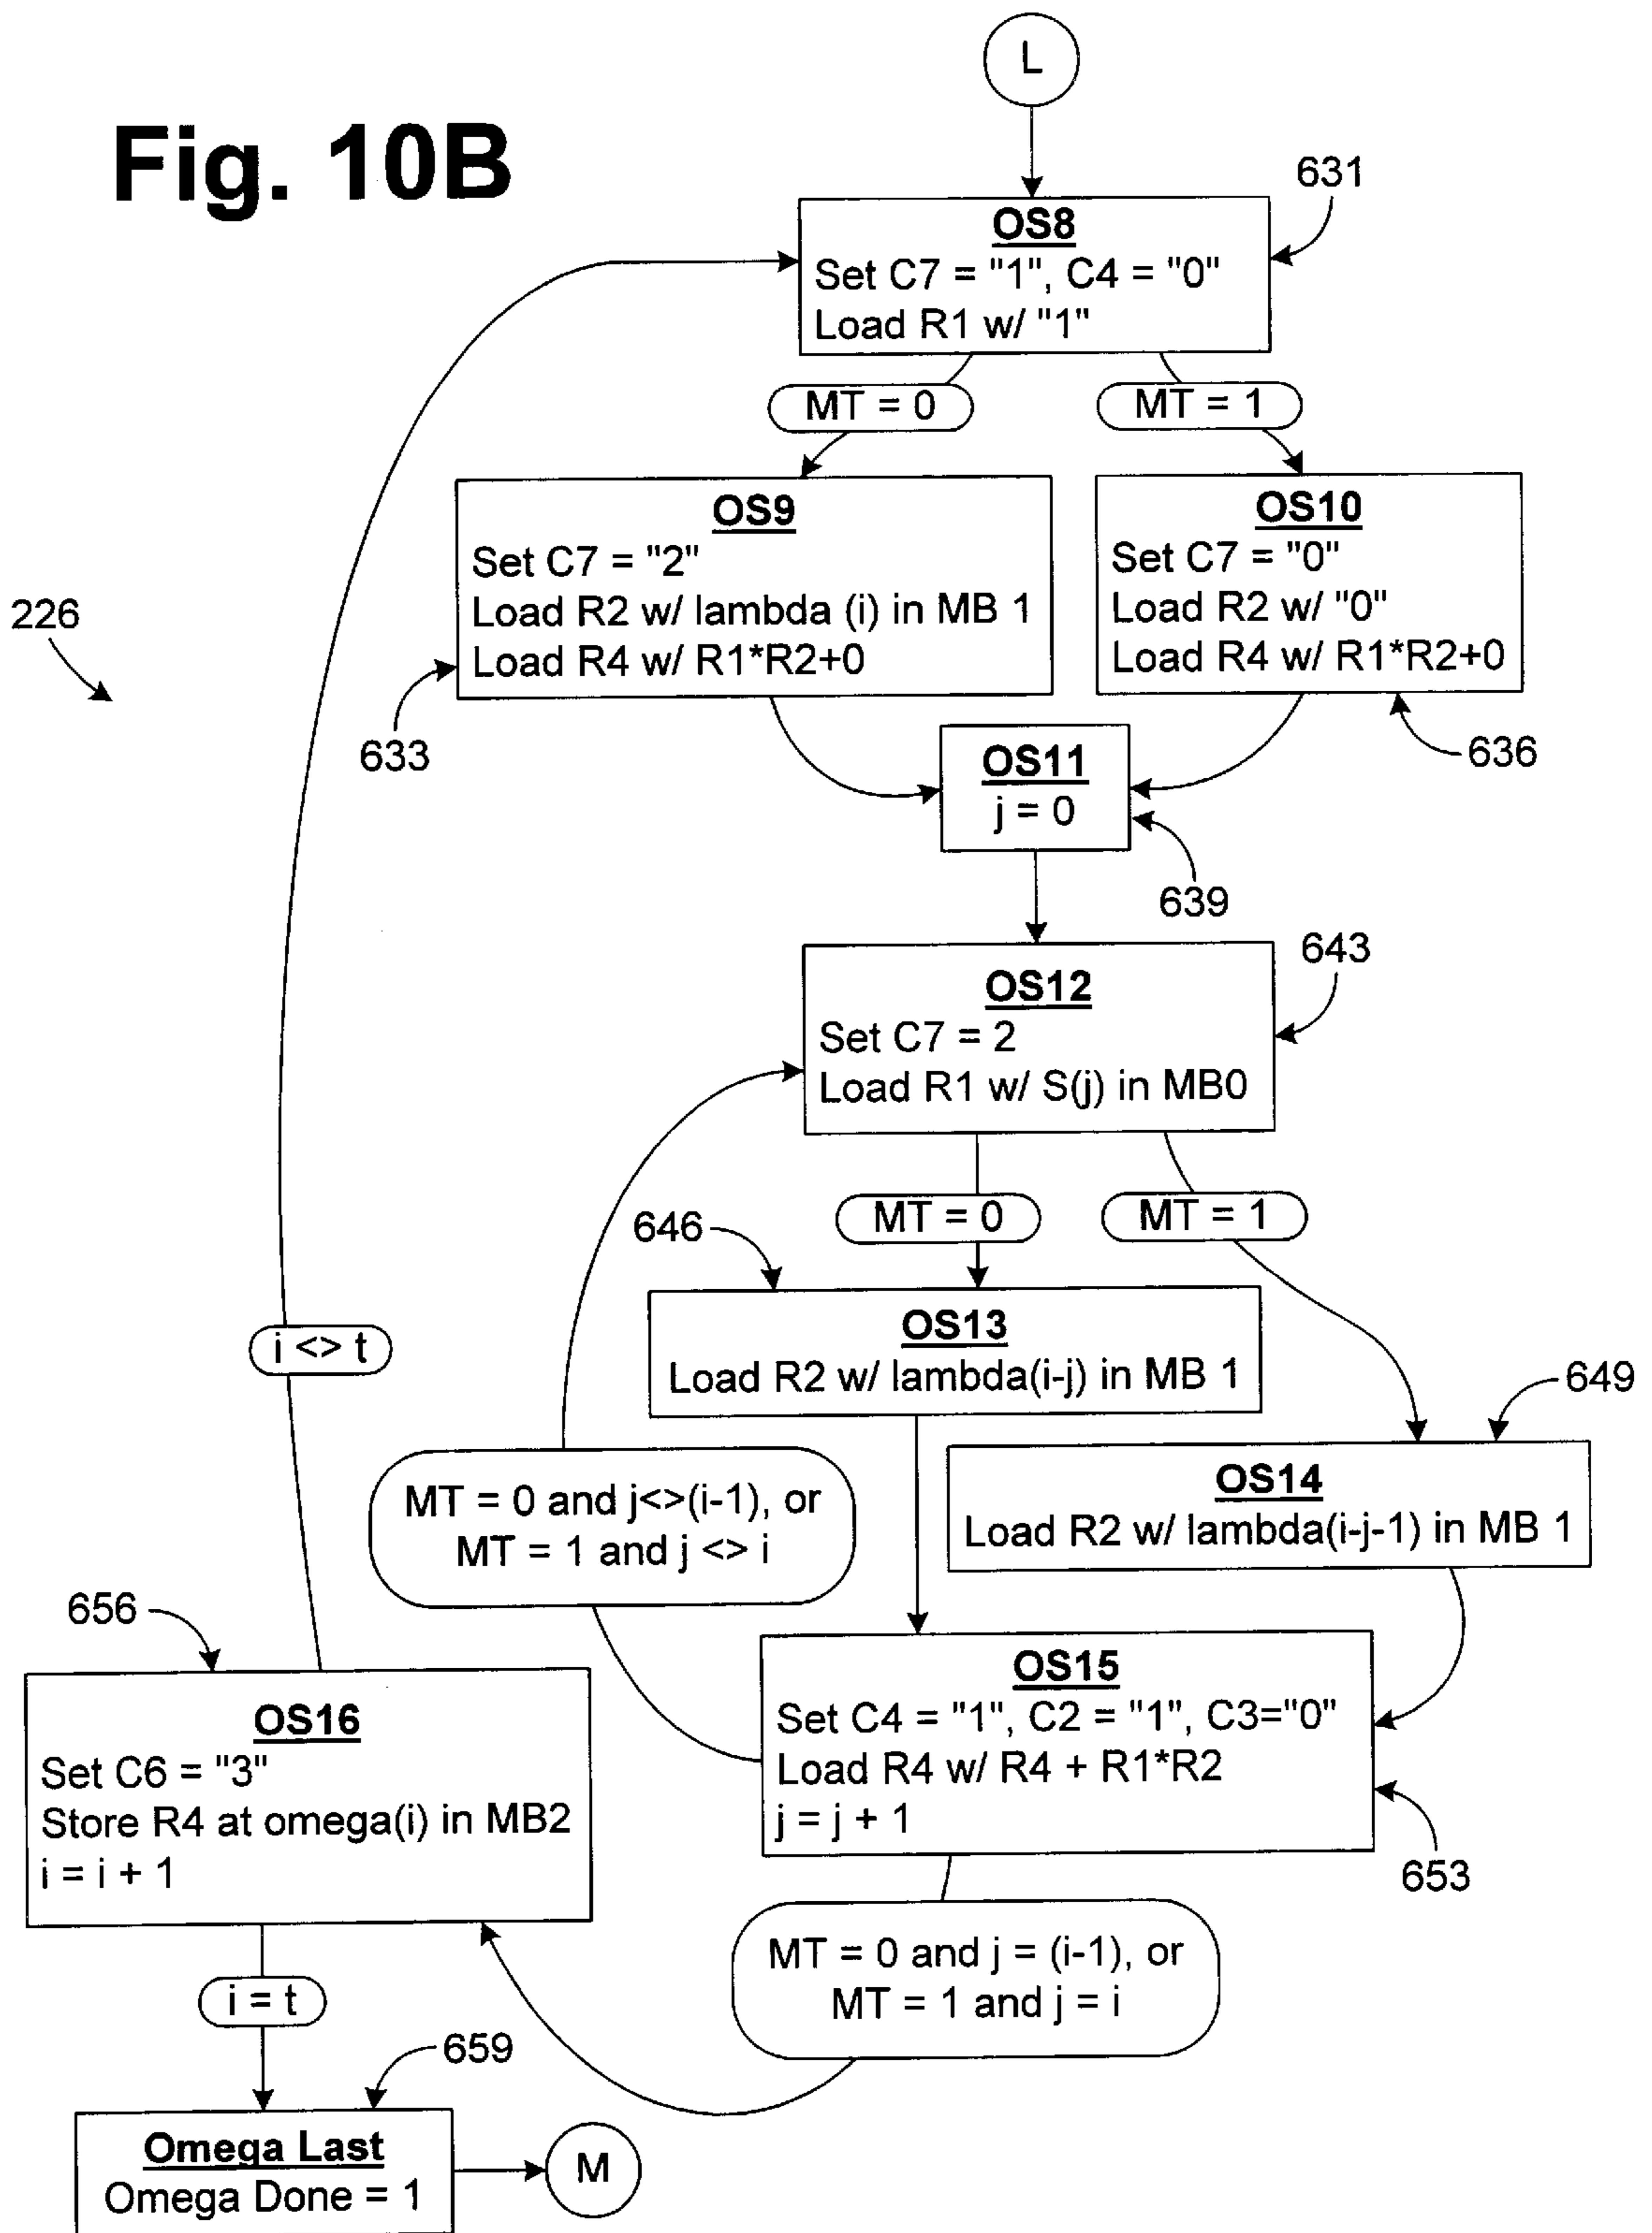 L
Fig. 10B
631
OS8
Set C7 = "1", C4 = "0"
Load R1 w/ "1"
MT = 0
MT = 1
OS9
Set C7 = "2"
Load R2 w/ lambda (i) in MB 1
Load R4 w/ R1*R2+0
OS10
Set C7 = "0"
Load R2 w/ "0"
Load R4 w/ R1*R2+0
226
633
636
OS11
j = 0
639
643
OS12
Set C7 = 2
Load R1 w/ S(j) in MB0
MT = 0
MT = 1
646
OS13
Load R2 w/ lambda(i-j) in MB 1
i <> t
649
OS14
Load R2 w/ lambda(i-j-1) in MB 1
MT = 0 and j<>(i-1), or
MT = 1 and j <> i
656
OS15
Set C4 = "1", C2 = "1", C3="0"
Load R4 w/ R4 + R1*R2
j = j + 1
653
OS16
Set C6 = "3"
Store R4 at omega(i) in MB2
i = i + 1
MT = 0 and j = (i-1), or
MT = 1 and j = i
i = t
659
Omega Last
Omega Done = 1
M